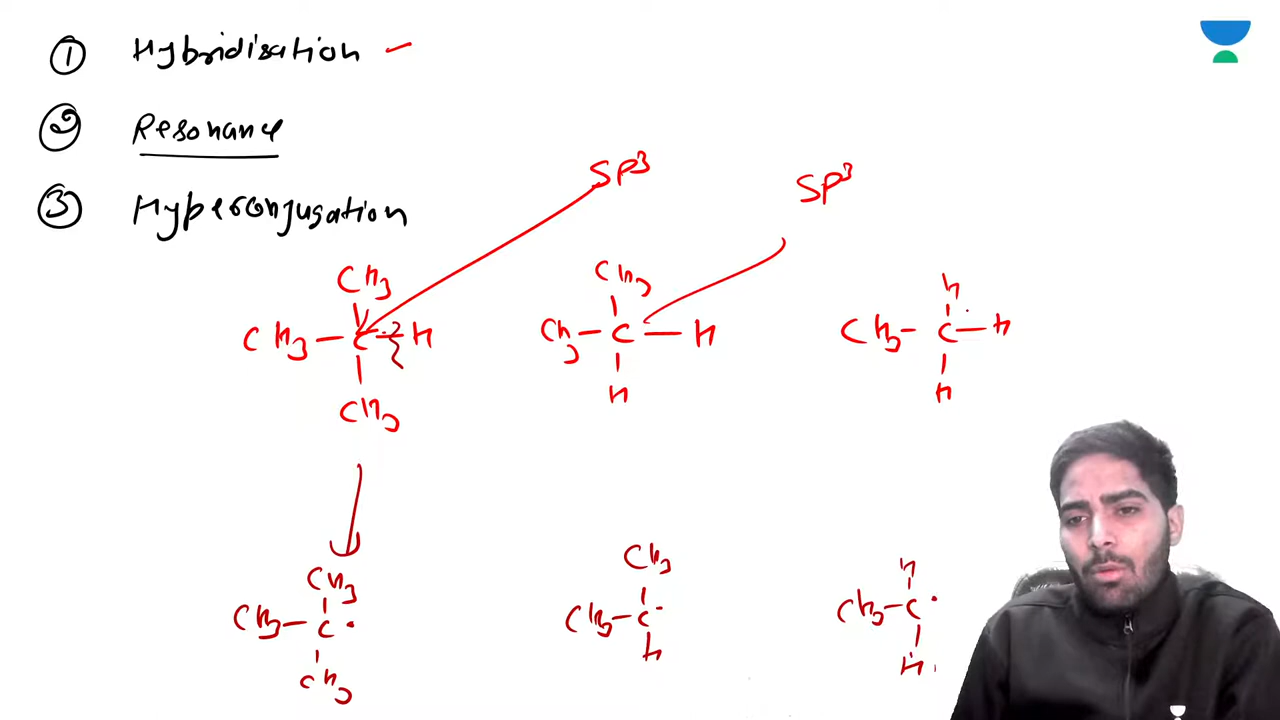 ① Hybridisation
② Resonance
③ Hyperconjugation
SP³
SP³
CH₃
CH₃ - C - H
CH₃
CH₃
CH₃ - C - H
H
H
CH₃ - C - H
H
CH₃
CH₃ - C •
CH₃
CH₃
CH₃ - C •
H
H
CH₃ - C •
H